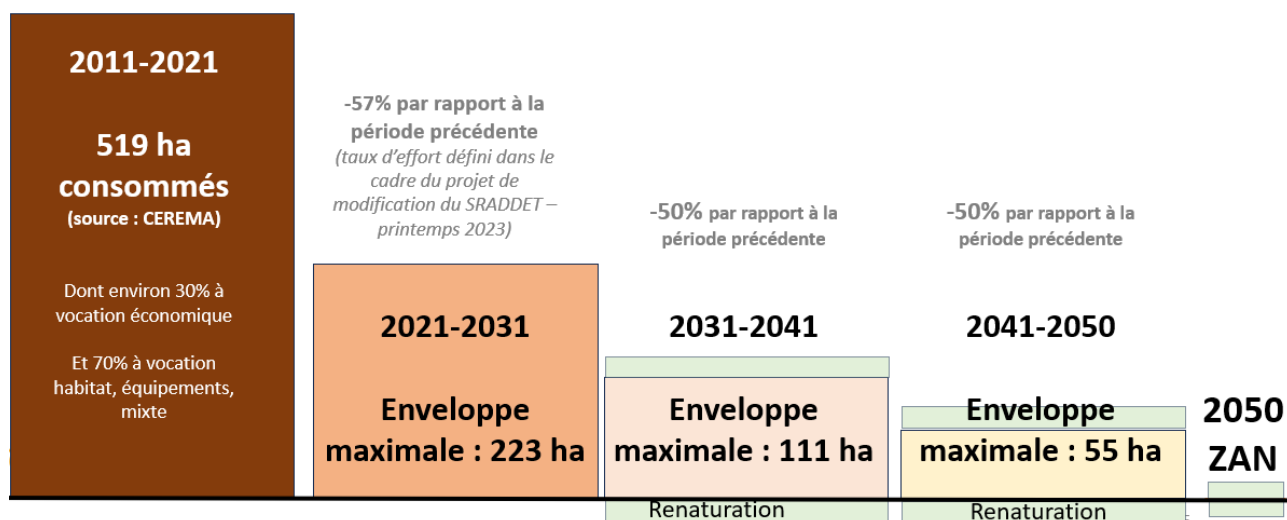 2011-2021
519 ha
consommés
(source : CEREMA)
Dont environ 30% à
vocation économique
Et 70% à vocation
habitat, équipements,
mixte
-57% par rapport à la
période précédente
(taux d'effort défini dans le
cadre du projet de
modification du SRADDET –
printemps 2023)
2021-2031
Enveloppe
maximale : 223 ha
-50% par rapport à la
période précédente
2031-2041
Enveloppe
maximale : 111 ha
Renaturation
-50% par rapport à la
période précédente
2041-2050
Enveloppe
maximale : 55 ha
Renaturation
2050
ZAN